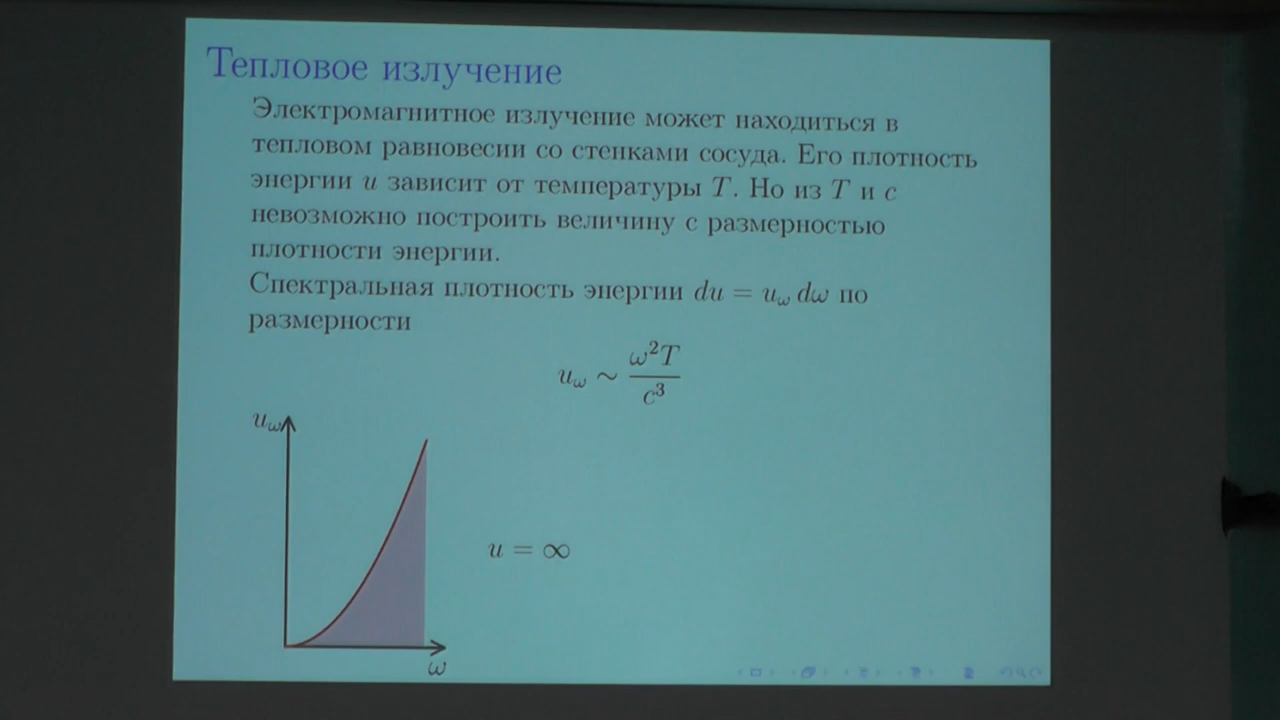 Тепловое излучение
Электромагнитное излучение может находиться в
тепловом равновесии со стенками сосуда. Его плотность
энергии u зависит от температуры T. Но из T и c
невозможно построить величину с размерностью
плотности энергии.
Спектральная плотность энергии du = u_ω dω по
размерности
u_ω ∼ ω²T / c³
u_ω
u = ∞
ω